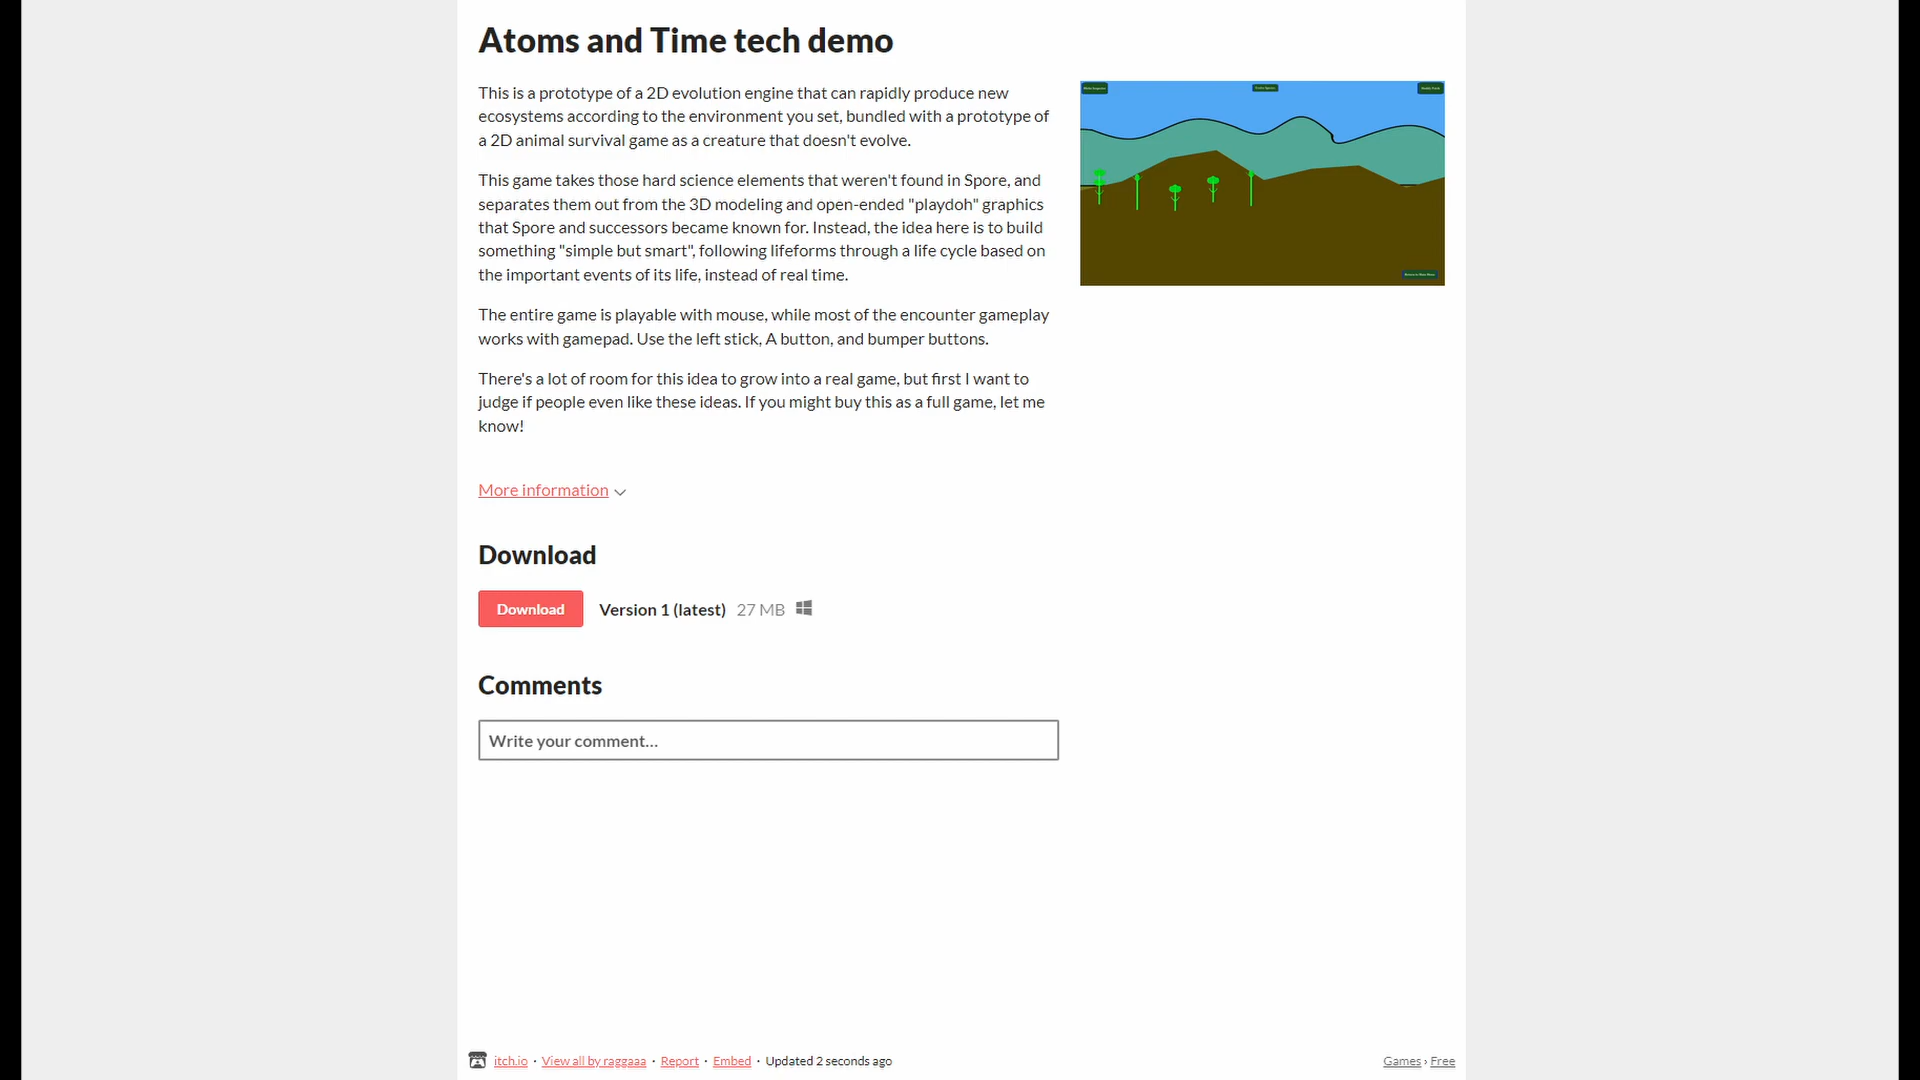 Atoms and Time tech demo
This is a prototype of a 2D evolution engine that can rapidly produce new
ecosystems according to the environment you set, bundled with a prototype of
a 2D animal survival game as a creature that doesn't evolve.
This game takes those hard science elements that weren't found in Spore, and
separates them out from the 3D modeling and open-ended "playdoh" graphics
that Spore and successors became known for. Instead, the idea here is to build
something "simple but smart", following lifeforms through a life cycle based on
the important events of its life, instead of real time.
The entire game is playable with mouse, while most of the encounter gameplay
works with gamepad. Use the left stick, A button, and bumper buttons.
There's a lot of room for this idea to grow into a real game, but first I want to
judge if people even like these ideas. If you might buy this as a full game, let me
know!
More information
Download
Download Version 1 (latest) 27 MB
Comments
Write your comment...
itch.io · View all by raggaaa · Report · Embed · Updated 2 seconds ago
Games › Free